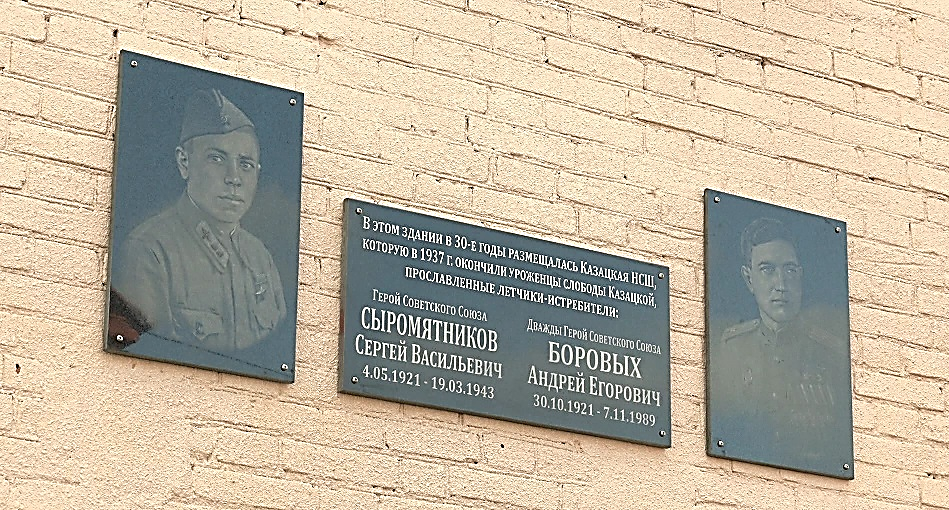 В ЭТОМ ЗДАНИИ В 30-Е ГОДЫ РАЗМЕЩАЛАСЬ КАЗАЦКАЯ НСШ,
КОТОРУЮ В 1937 Г. ОКОНЧИЛИ УРОЖЕНЦЫ СЛОБОДЫ КАЗАЦКОЙ,
ПРОСЛАВЛЕННЫЕ ЛЕТЧИКИ-ИСТРЕБИТЕЛИ:
ГЕРОЙ СОВЕТСКОГО СОЮЗА
СЫРОМЯТНИКОВ
СЕРГЕЙ ВАСИЛЬЕВИЧ
4.05.1921 - 19.03.1943
ДВАЖДЫ ГЕРОЙ СОВЕТСКОГО СОЮЗА
БОРОВЫХ
АНДРЕЙ ЕГОРОВИЧ
30.10.1921 - 7.11.1989